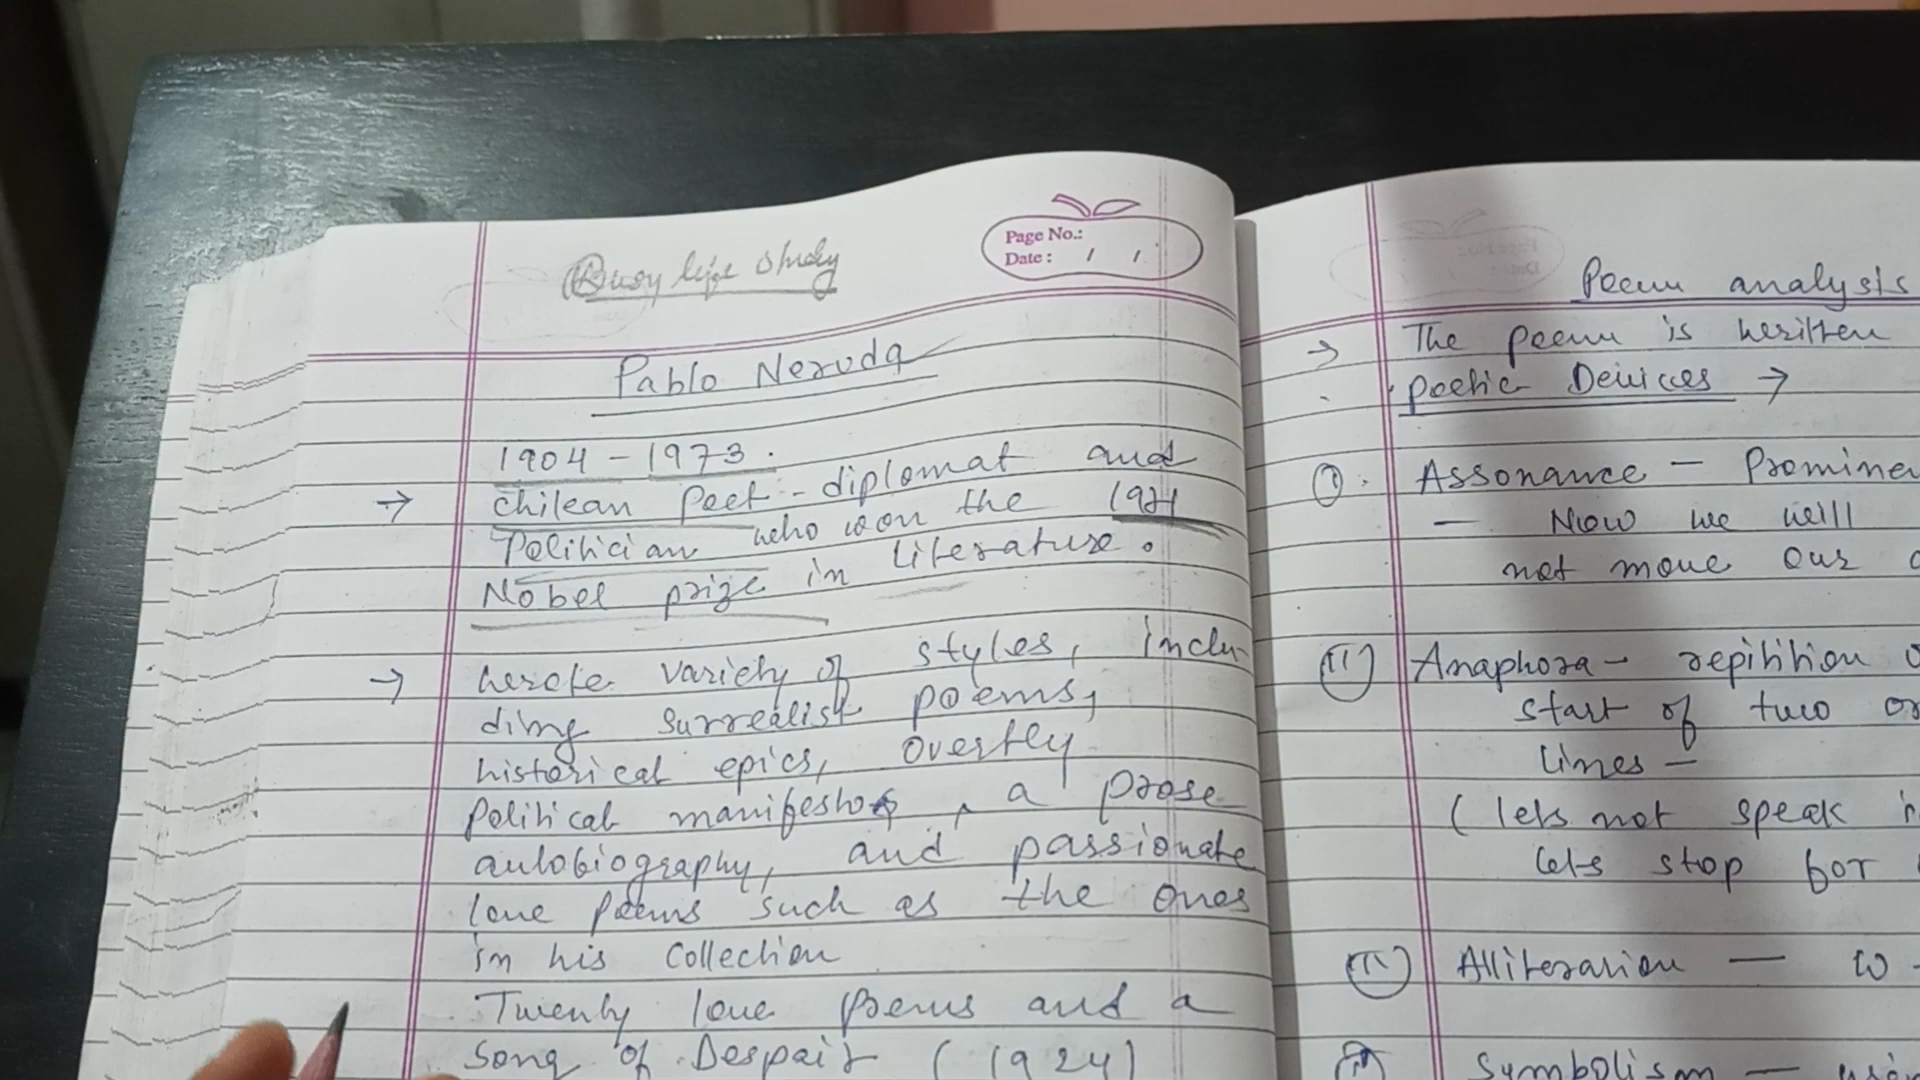 Busy life study
Page No.:
Date: / /
Pablo Neruda
1904 - 1973.
→ Chilean Poet - diplomat and
Politician who won the 1971
Nobel prize in literature.
→ wrote variety of styles, inclu-
ding surrealist poems,
historical epics, overtly
Political manifestos, a prose
autobiography, and passionate
love poems such as the ones
in his collection
Twenty love Poems and a
Song of Despair (1924)
Poem analysis
→ The poem is written
Poetic Devices →
(I). Assonance - Promine
- Now we will
not move our a
(II) Anaphora - repitition o
start of two or
lines -
(lets not speak in
lets stop for
(III) Alliteration - w -
Symbolism - usin